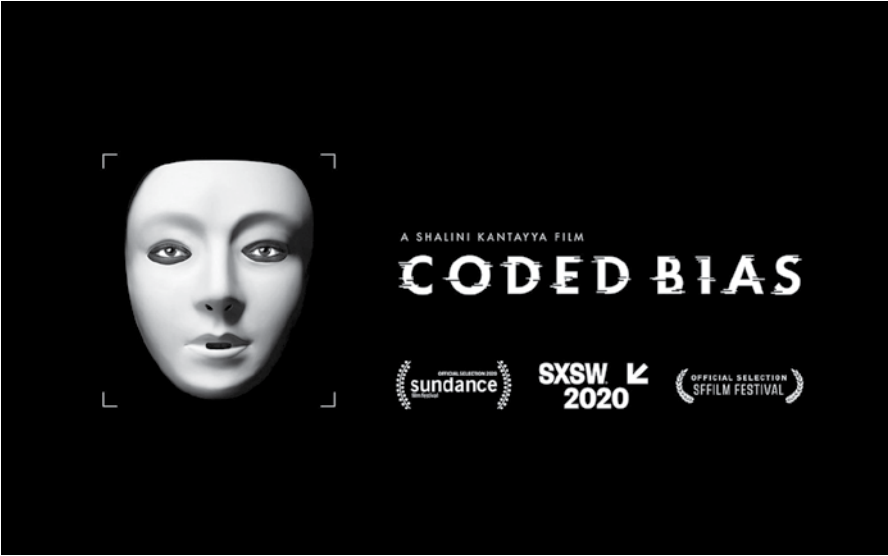 A SHALINI KANTAYYA FILM
CODED BIAS
OFFICIAL SELECTION 2020
sundance
film festival
SXSW
2020
OFFICIAL SELECTION
SFFILM FESTIVAL